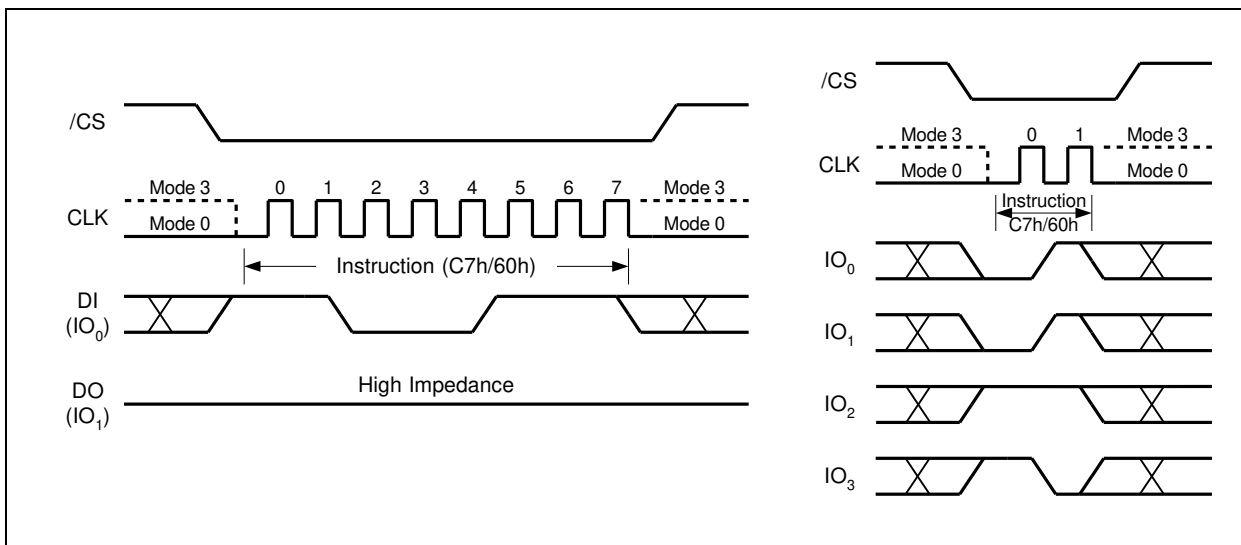 /CS
Mode 3
0 1 2 3 4 5 6 7
Mode 3
CLK
Mode 0
Mode 0
Instruction (C7h/60h)
DI
(IO0)
High Impedance
DO
(IO1)
/CS
Mode 3
0 1
Mode 3
CLK
Mode 0
Mode 0
Instruction
C7h/60h
IO0
IO1
IO2
IO3